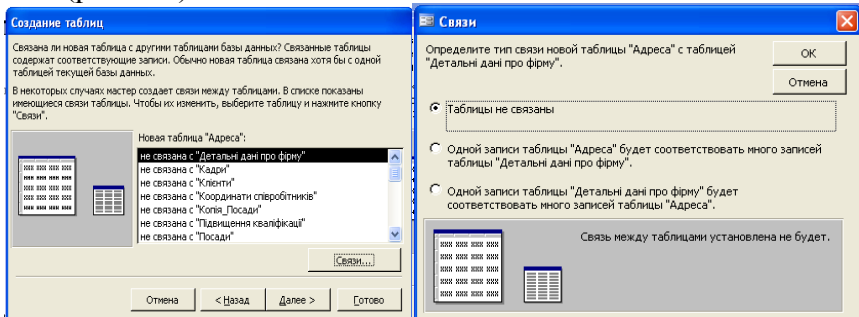 Создание таблиц
Связана ли новая таблица с другими таблицами базы данных? Связанные таблицы
содержат соответствующие записи. Обычно новая таблица связана хотя бы с одной
таблицей текущей базы данных.
В некоторых случаях мастер создает связи между таблицами. В списке показаны
имеющиеся связи таблицы. Чтобы их изменить, выберите таблицу и нажмите кнопку
"Связи".
Новая таблица "Адреса":
не связана с "Детальні дані про фірму"
не связана с "Кадри"
не связана с "Клієнти"
не связана с "Координати співробітників"
не связана с "Копія_Посади"
не связана с "Підвищення кваліфікації"
не связана с "Посади"
Связи...
Отмена
< Назад
Далее >
Готово
Связи
Определите тип связи новой таблицы "Адреса" с таблицей
"Детальні дані про фірму".
ОК
Отмена
Таблицы не связаны
Одной записи таблицы "Адреса" будет соответствовать много записей
таблицы "Детальні дані про фірму".
Одной записи таблицы "Детальні дані про фірму" будет
соответствовать много записей таблицы "Адреса".
Связь между таблицами установлена не будет.